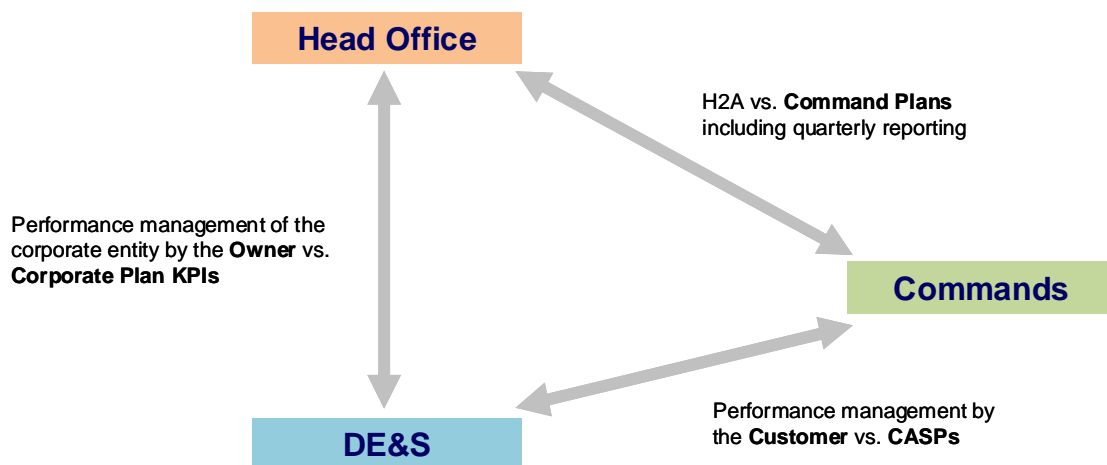 Head Office
H2A vs. Command Plans
including quarterly reporting
Performance management of the
corporate entity by the Owner vs.
Corporate Plan KPIs
Commands
Performance management by
the Customer vs. CASPs
DE&S